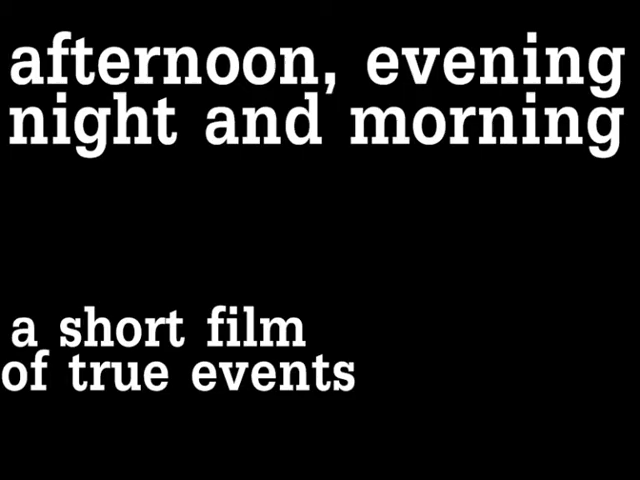 afternoon, evening
night and morning
a short film
of true events